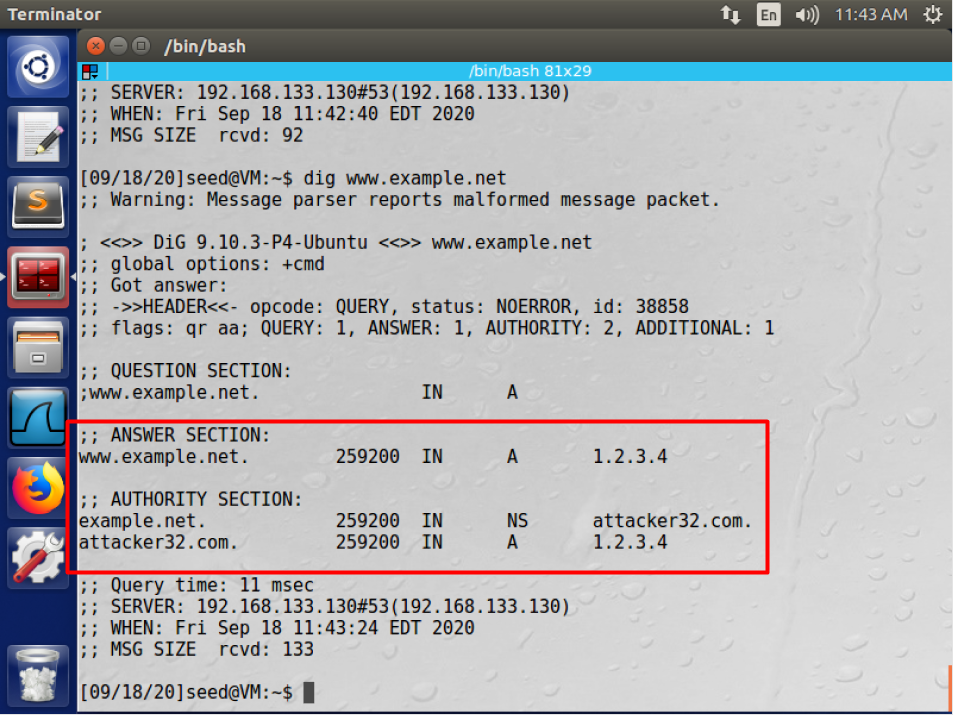 Terminator
En
11:43 AM
/bin/bash
/bin/bash 81x29
;; SERVER: 192.168.133.130#53(192.168.133.130)
;; WHEN: Fri Sep 18 11:42:40 EDT 2020
;; MSG SIZE  rcvd: 92
[09/18/20]seed@VM:~$ dig www.example.net
;; Warning: Message parser reports malformed message packet.
; <<>> DiG 9.10.3-P4-Ubuntu <<>> www.example.net
;; global options: +cmd
;; Got answer:
;; ->>HEADER<<- opcode: QUERY, status: NOERROR, id: 38858
;; flags: qr aa; QUERY: 1, ANSWER: 1, AUTHORITY: 2, ADDITIONAL: 1
;; QUESTION SECTION:
;www.example.net.               IN      A
;; ANSWER SECTION:
www.example.net.        259200  IN      A       1.2.3.4
;; AUTHORITY SECTION:
example.net.            259200  IN      NS      attacker32.com.
attacker32.com.         259200  IN      A       1.2.3.4
;; Query time: 11 msec
;; SERVER: 192.168.133.130#53(192.168.133.130)
;; WHEN: Fri Sep 18 11:43:24 EDT 2020
;; MSG SIZE  rcvd: 133
[09/18/20]seed@VM:~$